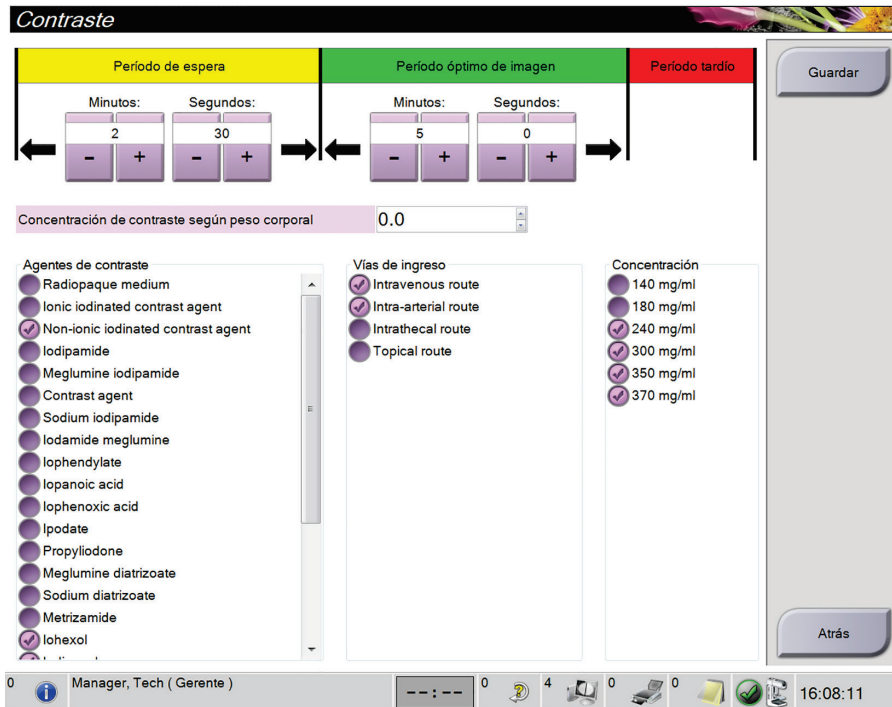 Contraste
Período de espera
Período óptimo de imagen
Período tardío
Guardar
Minutos:
Segundos:
Minutos:
Segundos:
2
30
5
0
- + - + - + - +
Concentración de contraste según peso corporal
0.0
Agentes de contraste
Radiopaque medium
Ionic iodinated contrast agent
Non-ionic iodinated contrast agent
Iodipamide
Meglumine iodipamide
Contrast agent
Sodium iodipamide
Iodamide meglumine
Iophendylate
Iopanoic acid
Iophenoxic acid
Ipodate
Propyliodone
Meglumine diatrizoate
Sodium diatrizoate
Metrizamide
Iohexol
Vías de ingreso
Intravenous route
Intra-arterial route
Intrathecal route
Topical route
Concentración
140 mg/ml
180 mg/ml
240 mg/ml
300 mg/ml
350 mg/ml
370 mg/ml
Atrás
0
Manager, Tech ( Gerente )
--:--
0
4
0
0
16:08:11